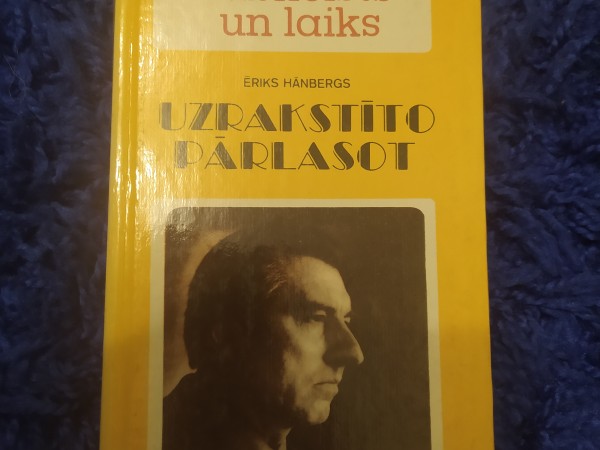 un laiks
ĒRIKS HĀNBERGS
UZRAKSTĪTO
PĀRLASOT